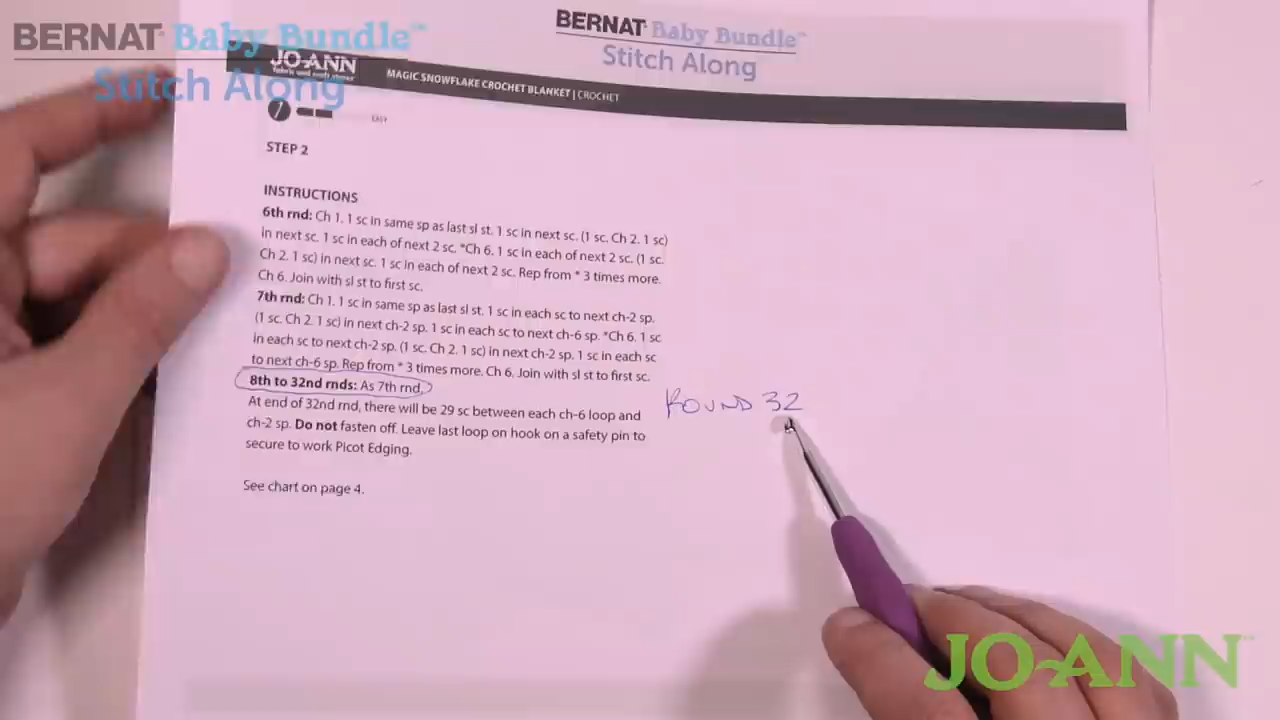 BERNAT Baby Bundle™
Stitch Along
BERNAT Baby Bundle™
Stitch Along
JO-ANN
fabric and craft stores
MAGIC SNOWFLAKE CROCHET BLANKET | CROCHET
EASY
STEP 2
INSTRUCTIONS
6th rnd: Ch 1. 1 sc in same sp as last sl st. 1 sc in next sc. (1 sc. Ch 2. 1 sc)
in next sc. 1 sc in each of next 2 sc. *Ch 6. 1 sc in each of next 2 sc. (1 sc.
Ch 2. 1 sc) in next sc. 1 sc in each of next 2 sc. Rep from * 3 times more.
Ch 6. Join with sl st to first sc.
7th rnd: Ch 1. 1 sc in same sp as last sl st. 1 sc in each sc to next ch-2 sp.
(1 sc. Ch 2. 1 sc) in next ch-2 sp. 1 sc in each sc to next ch-6 sp. *Ch 6. 1 sc
in each sc to next ch-2 sp. (1 sc. Ch 2. 1 sc) in next ch-2 sp. 1 sc in each sc
to next ch-6 sp. Rep from * 3 times more. Ch 6. Join with sl st to first sc.
8th to 32nd rnds: As 7th rnd.
At end of 32nd rnd, there will be 29 sc between each ch-6 loop and
ch-2 sp. Do not fasten off. Leave last loop on hook on a safety pin to
secure to work Picot Edging.
See chart on page 4.
ROUND 32
JO-ANN™